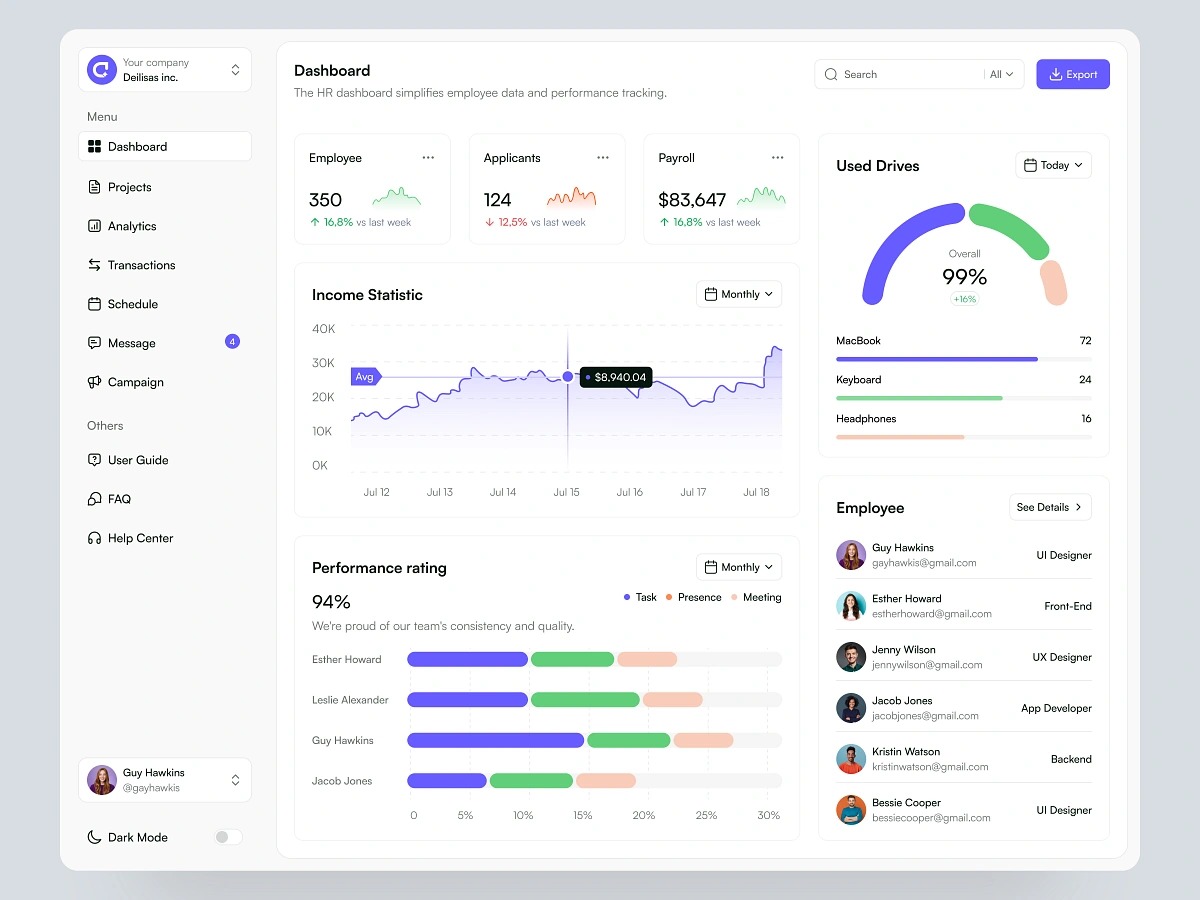 Your company
Deilisas inc.
Menu
Dashboard
Projects
Analytics
Transactions
Schedule
Message
4
Campaign
Others
User Guide
FAQ
Help Center
Guy Hawkins
@gayhawkis
Dark Mode
Dashboard
The HR dashboard simplifies employee data and performance tracking.
Search
All
Export
Employee
350
16,8% vs last week
Applicants
124
12,5% vs last week
Payroll
$83,647
16,8% vs last week
Income Statistic
Monthly
40K
30K
20K
10K
0K
Avg
$8,940.04
Jul 12
Jul 13
Jul 14
Jul 15
Jul 16
Jul 17
Jul 18
Performance rating
Monthly
94%
Task
Presence
Meeting
We're proud of our team's consistency and quality.
Esther Howard
Leslie Alexander
Guy Hawkins
Jacob Jones
0
5%
10%
15%
20%
25%
30%
Used Drives
Today
Overall
99%
+16%
MacBook
72
Keyboard
24
Headphones
16
Employee
See Details
Guy Hawkins
gayhawkis@gmail.com
UI Designer
Esther Howard
estherhoward@gmail.com
Front-End
Jenny Wilson
jennywilson@gmail.com
UX Designer
Jacob Jones
jacobjones@gmail.com
App Developer
Kristin Watson
kristinwatson@gmail.com
Backend
Bessie Cooper
bessiecooper@gmail.com
UI Designer